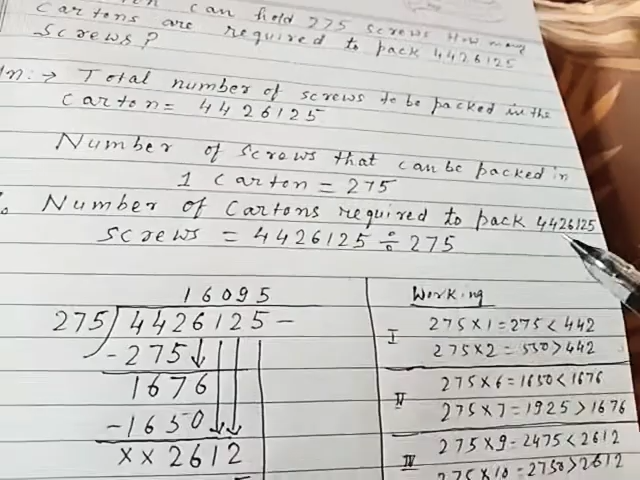 can hold 275 screws How many
Cartons are required to pack 4426125
Screws?
:→ Total number of screws to be packed in the
carton = 4426125
Number of screws that can be packed in
1 carton = 275
Number of Cartons required to pack 4426125
screws = 4426125 ÷ 275
16095
275)4426125 -
-275
1676
-1650
xx2612
Working
I 275×1=275<442
275×2=550>442
II 275×6=1650<1676
275×7=1925>1676
275×9=2475<2612
275×10=2750>2612